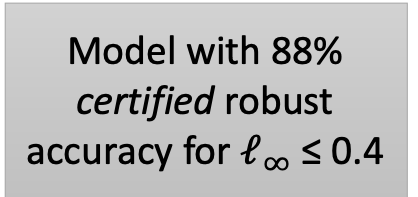 Model with 88%
certified robust
accuracy for ℓ∞ ≤ 0.4